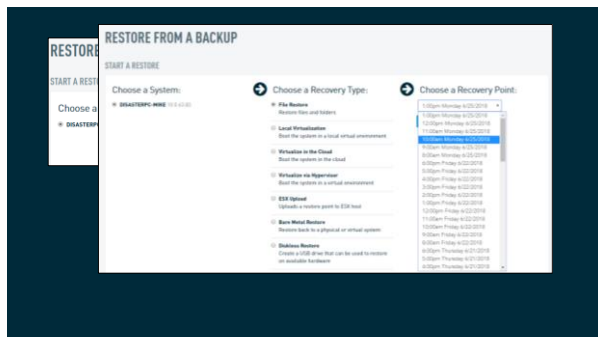 RESTORE
START A REST
Choose a
DISASTERP
RESTORE FROM A BACKUP
START A RESTORE
Choose a System:
DISASTERPC-MIKE
Choose a Recovery Type:
File Restore
Restore files and folders
Local Virtualization
Boot the system in a local virtual environment
Virtualize in the Cloud
Boot the system in the cloud
Virtualize via Hypervisor
Boot the system in a virtual environment
ESX Upload
Uploads a restore point to ESX host
Bare Metal Restore
Restore back to a physical or virtual system
Diskless Restore
Create a USB drive that can be used to restore
on available hardware
Choose a Recovery Point:
1:00pm Monday 6/25/2018
1:00pm Monday 6/25/2018
12:00pm Monday 6/25/2018
11:00am Monday 6/25/2018
10:00am Monday 6/25/2018
9:00am Monday 6/25/2018
8:00am Monday 6/25/2018
6:00pm Friday 6/22/2018
5:00pm Friday 6/22/2018
4:00pm Friday 6/22/2018
3:00pm Friday 6/22/2018
2:00pm Friday 6/22/2018
1:00pm Friday 6/22/2018
12:00pm Friday 6/22/2018
11:00am Friday 6/22/2018
10:00am Friday 6/22/2018
9:00am Friday 6/22/2018
8:00am Friday 6/22/2018
6:00pm Thursday 6/21/2018
5:00pm Thursday 6/21/2018
4:00pm Thursday 6/21/2018